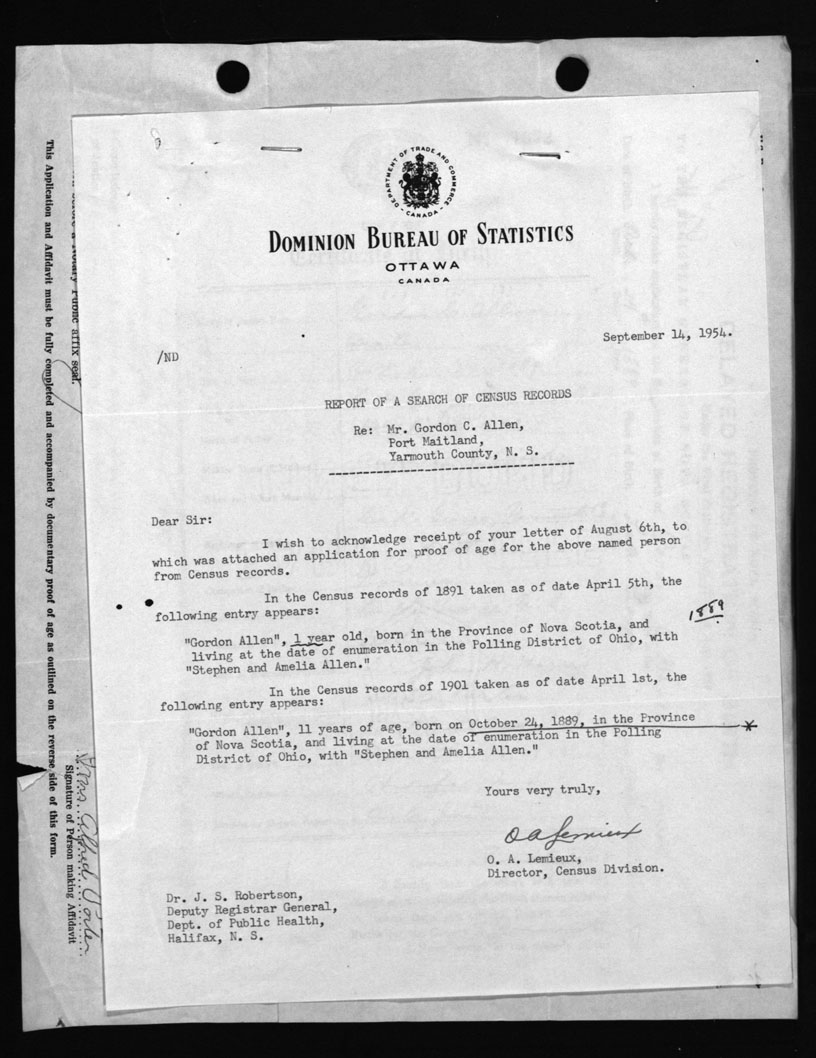 DEPARTMENT OF TRADE AND COMMERCE
- CANADA -
DOMINION BUREAU OF STATISTICS
OTTAWA
CANADA
September 14, 1954.
/ND
REPORT OF A SEARCH OF CENSUS RECORDS
Re: Mr. Gordon C. Allen,
Port Maitland,
Yarmouth County, N. S.
Dear Sir:
I wish to acknowledge receipt of your letter of August 6th, to
which was attached an application for proof of age for the above named person
from Census records.
In the Census records of 1891 taken as of date April 5th, the
following entry appears:
1889
"Gordon Allen", 1 year old, born in the Province of Nova Scotia, and
living at the date of enumeration in the Polling District of Ohio, with
"Stephen and Amelia Allen."
In the Census records of 1901 taken as of date April 1st, the
following entry appears:
"Gordon Allen", 11 years of age, born on October 24, 1889, in the Province
of Nova Scotia, and living at the date of enumeration in the Polling
District of Ohio, with "Stephen and Amelia Allen."
Yours very truly,
O A Lemieux
O. A. Lemieux,
Director, Census Division.
Dr. J. S. Robertson,
Deputy Registrar General,
Dept. of Public Health,
Halifax, N. S.
before a Notary Public affix seal.
This Application and Affidavit must be fully completed and accompanied by documentary proof of age as outlined on the reverse side of this form.
Mrs. Alfred
Signature of Person making Affidavit